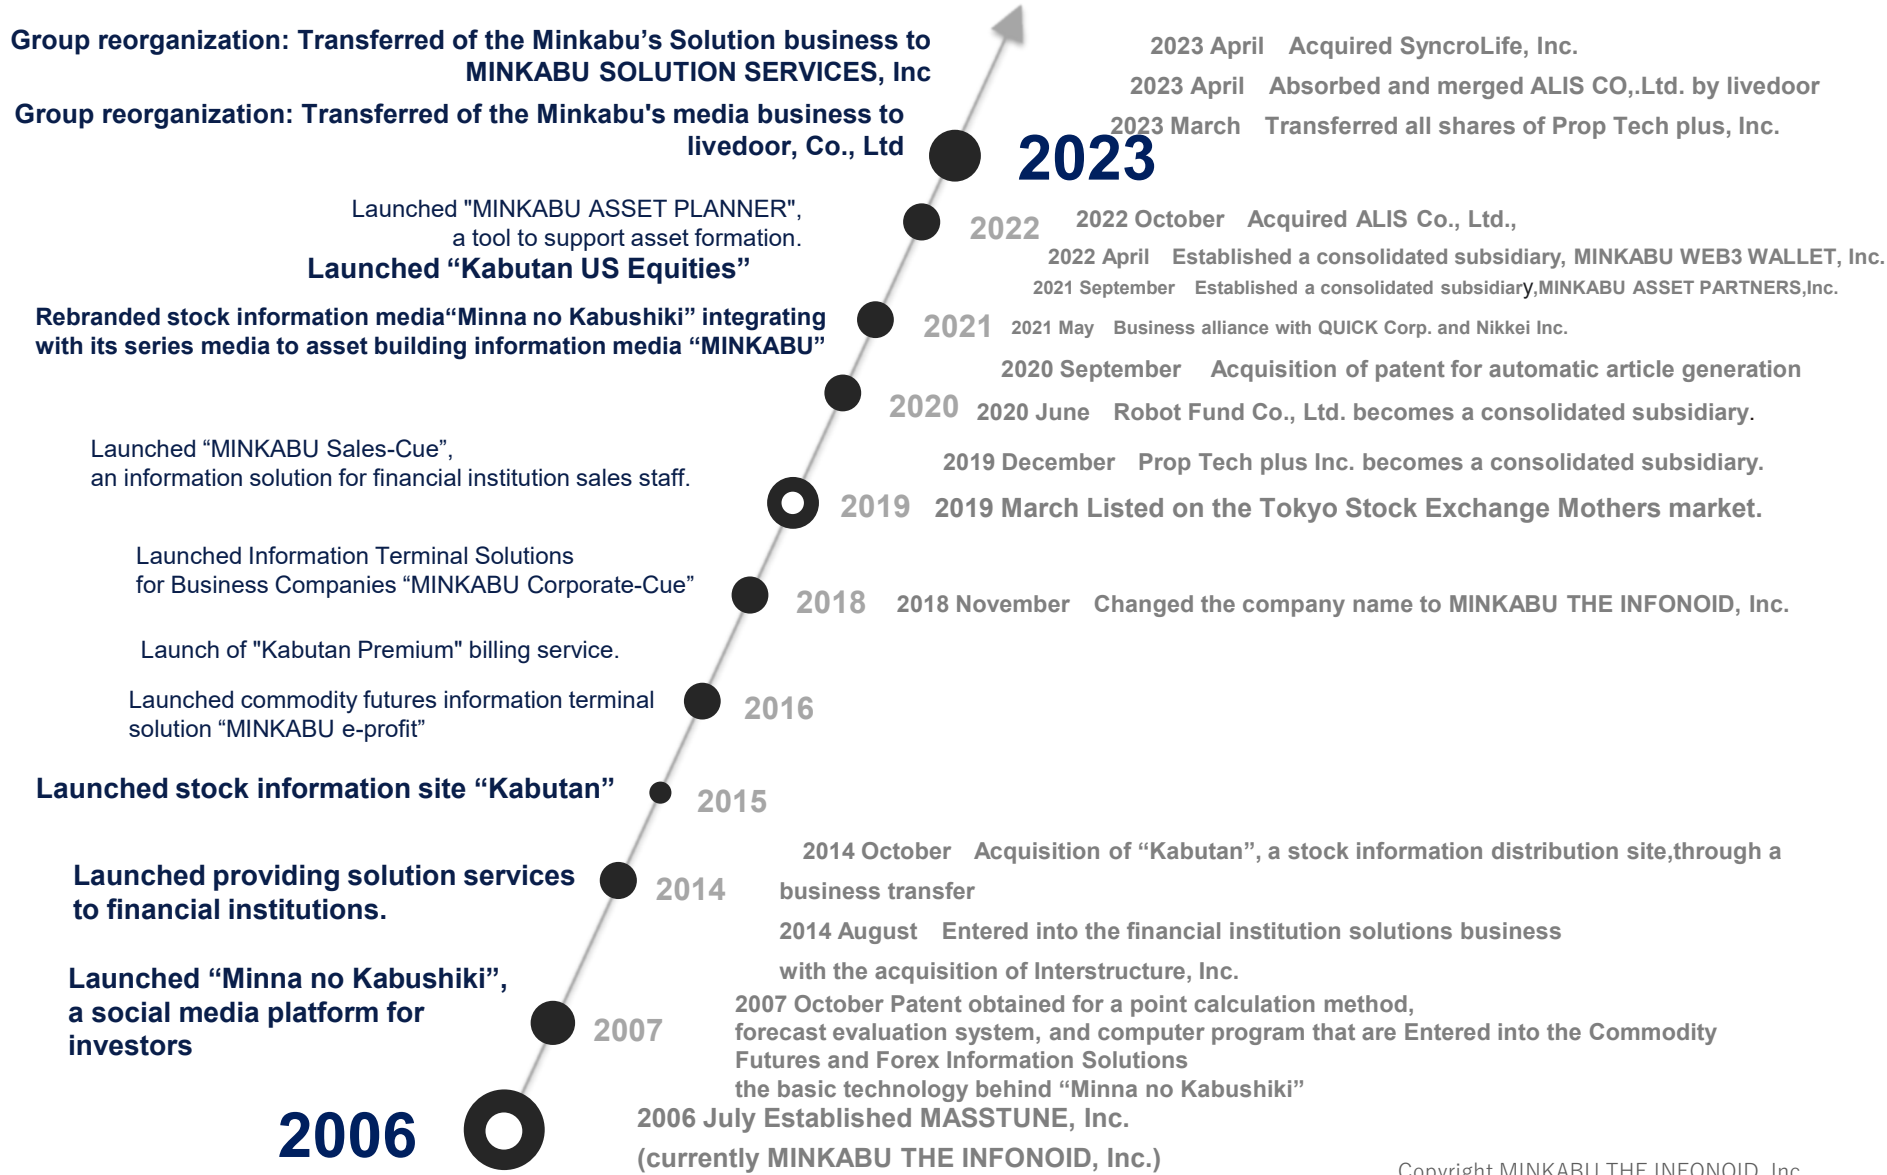 Group reorganization: Transferred of the Minkabu’s Solution business to
MINKABU SOLUTION SERVICES, Inc
Group reorganization: Transferred of the Minkabu's media business to
livedoor, Co., Ltd
2023 April Acquired SyncroLife, Inc.
2023 April Absorbed and merged ALIS CO,.Ltd. by livedoor
2023 March Transferred all shares of Prop Tech plus, Inc.
2023
Launched "MINKABU ASSET PLANNER",
a tool to support asset formation.
Launched “Kabutan US Equities”
2022
2022 October Acquired ALIS Co., Ltd.,
2022 April Established a consolidated subsidiary, MINKABU WEB3 WALLET, Inc.
2021 September Established a consolidated subsidiary,MINKABU ASSET PARTNERS,Inc.
Rebranded stock information media“Minna no Kabushiki” integrating
with its series media to asset building information media “MINKABU”
2021
2021 May Business alliance with QUICK Corp. and Nikkei Inc.
2020 September Acquisition of patent for automatic article generation
2020
2020 June Robot Fund Co., Ltd. becomes a consolidated subsidiary.
Launched “MINKABU Sales-Cue”,
an information solution for financial institution sales staff.
2019 December Prop Tech plus Inc. becomes a consolidated subsidiary.
2019
2019 March Listed on the Tokyo Stock Exchange Mothers market.
Launched Information Terminal Solutions
for Business Companies “MINKABU Corporate-Cue”
2018
2018 November Changed the company name to MINKABU THE INFONOID, Inc.
Launch of "Kabutan Premium" billing service.
Launched commodity futures information terminal
solution “MINKABU e-profit”
2016
Launched stock information site “Kabutan”
2015
Launched providing solution services
to financial institutions.
2014
2014 October Acquisition of “Kabutan”, a stock information distribution site,through a
business transfer
2014 August Entered into the financial institution solutions business
with the acquisition of Interstructure, Inc.
Launched “Minna no Kabushiki”,
a social media platform for
investors
2007
2007 October Patent obtained for a point calculation method,
forecast evaluation system, and computer program that are Entered into the Commodity
Futures and Forex Information Solutions
the basic technology behind “Minna no Kabushiki”
2006
2006 July Established MASSTUNE, Inc.
(currently MINKABU THE INFONOID, Inc.)
Copyright MINKABU THE INFONOID, Inc